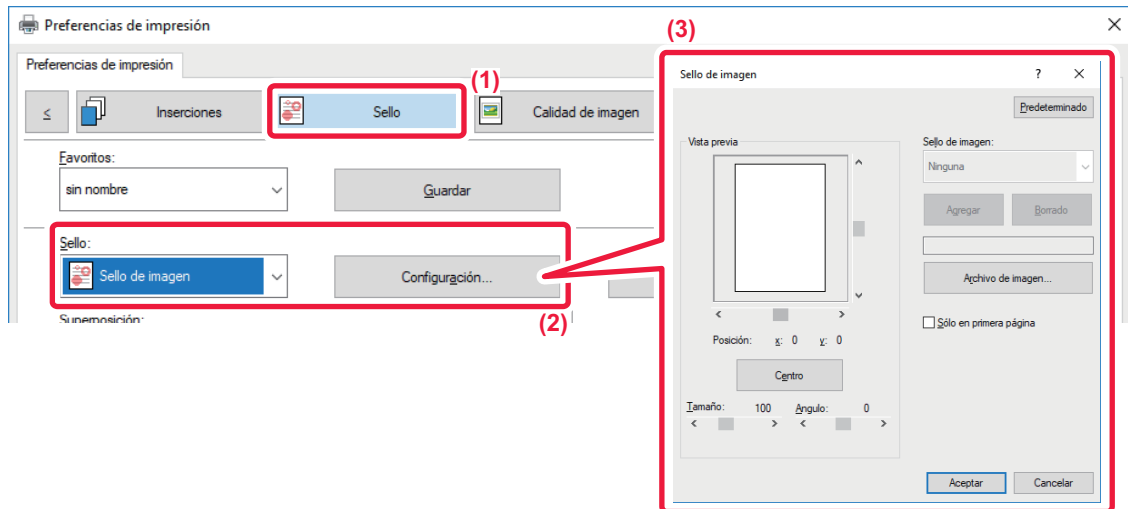 Preferencias de impresión
Preferencias de impresión
(1)
≤
Inserciones
Sello
Calidad de imagen
Favoritos:
sin nombre
Guardar
Sello:
Sello de imagen
Configuración...
(2)
Superposición:
(3)
Sello de imagen
?
Predeterminado
Vista previa
Sello de imagen:
Ninguna
Agregar
Borrado
Archivo de imagen...
Sólo en primera página
Posición: x: 0 y: 0
Centro
Tamaño: 100 Angulo: 0
Aceptar
Cancelar